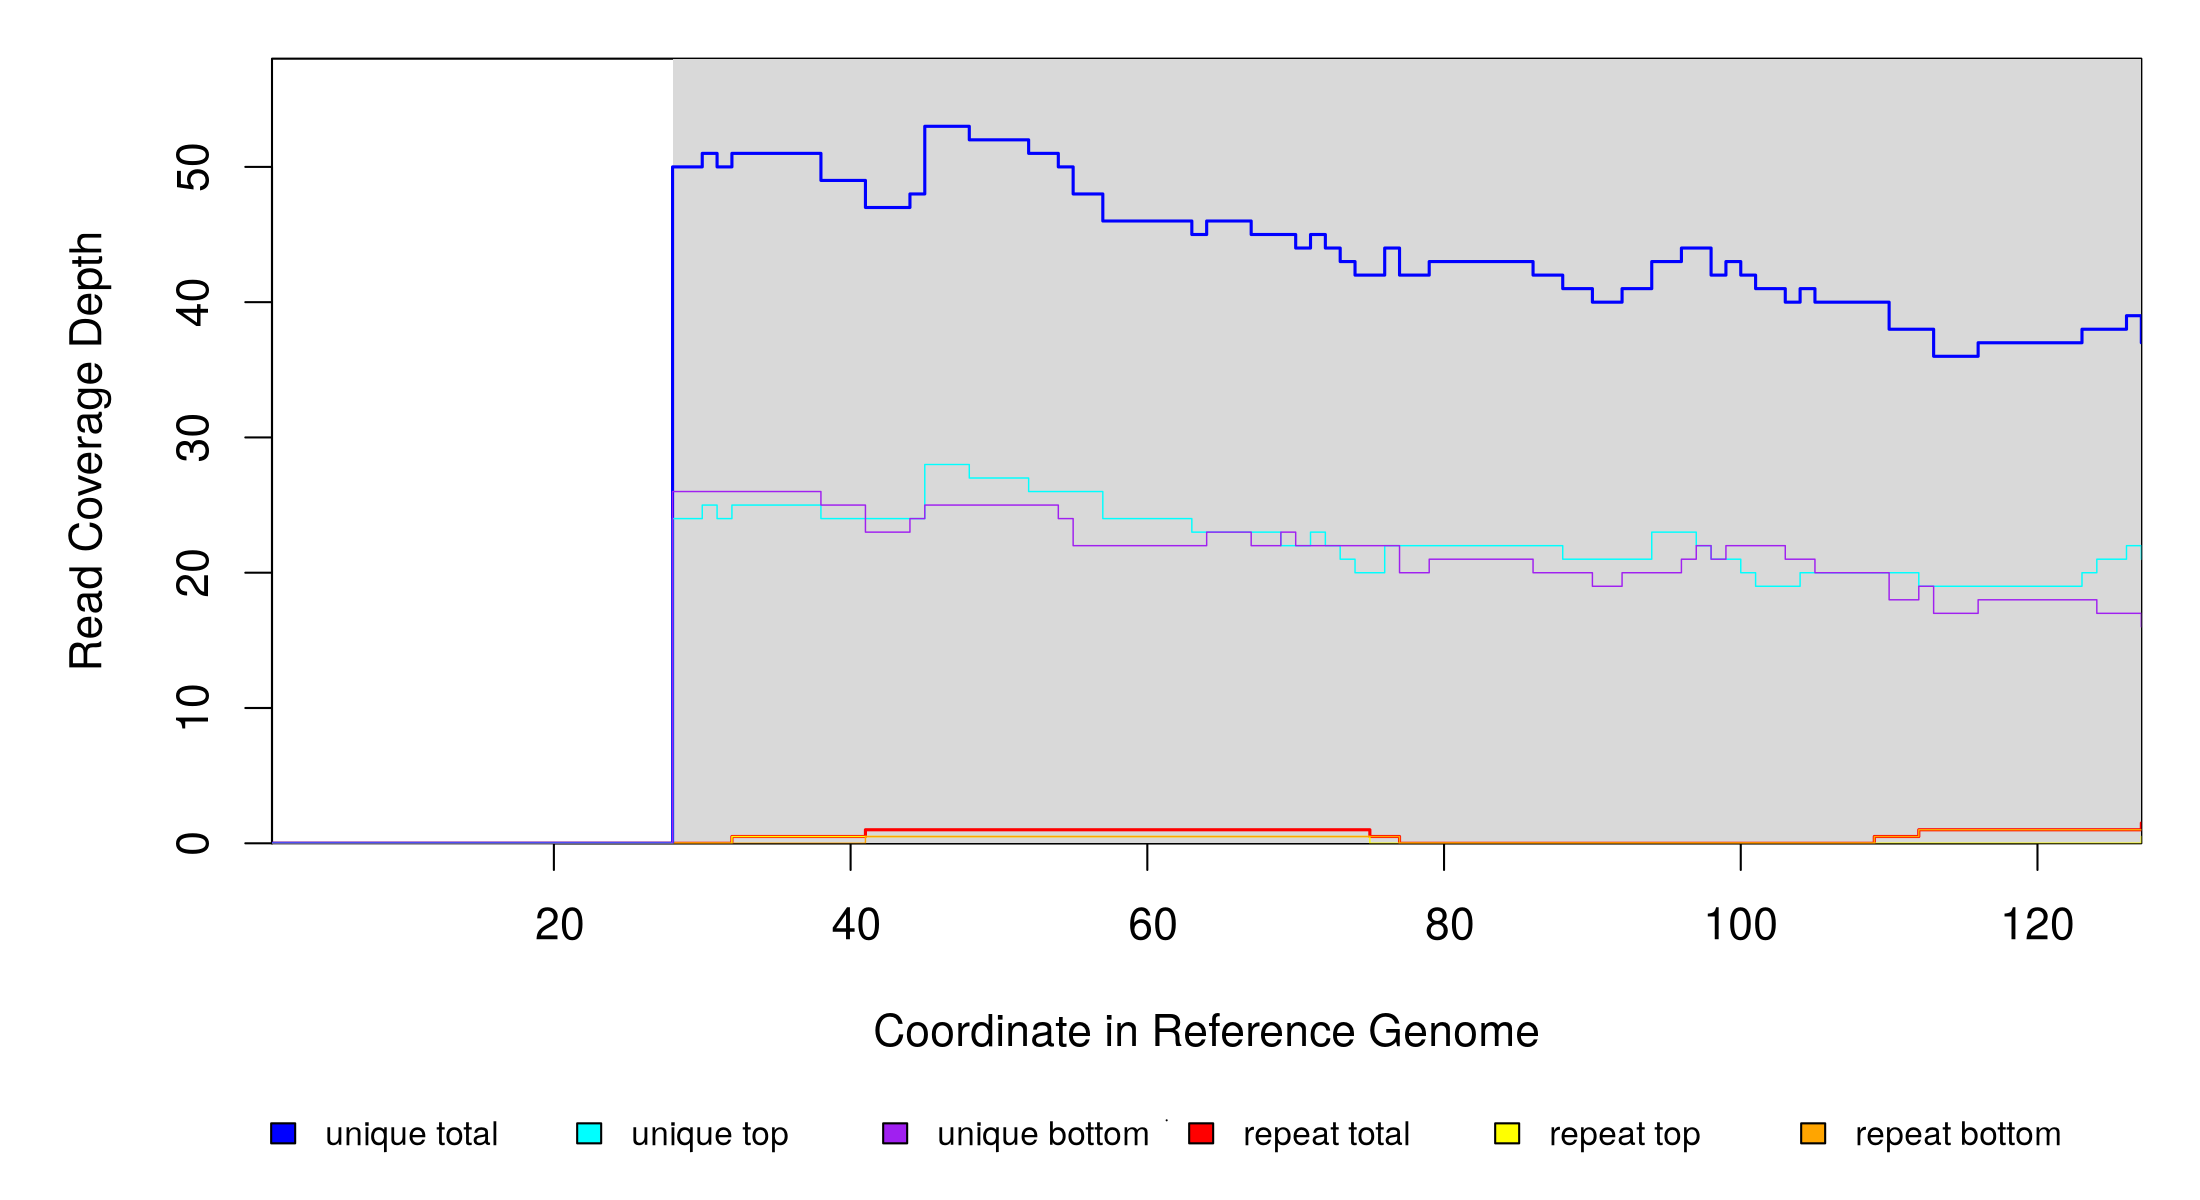 Read Coverage Depth
50
40
30
20
10
0
20 40 60 80 100 120
Coordinate in Reference Genome
unique total unique top unique bottom repeat total repeat top repeat bottom